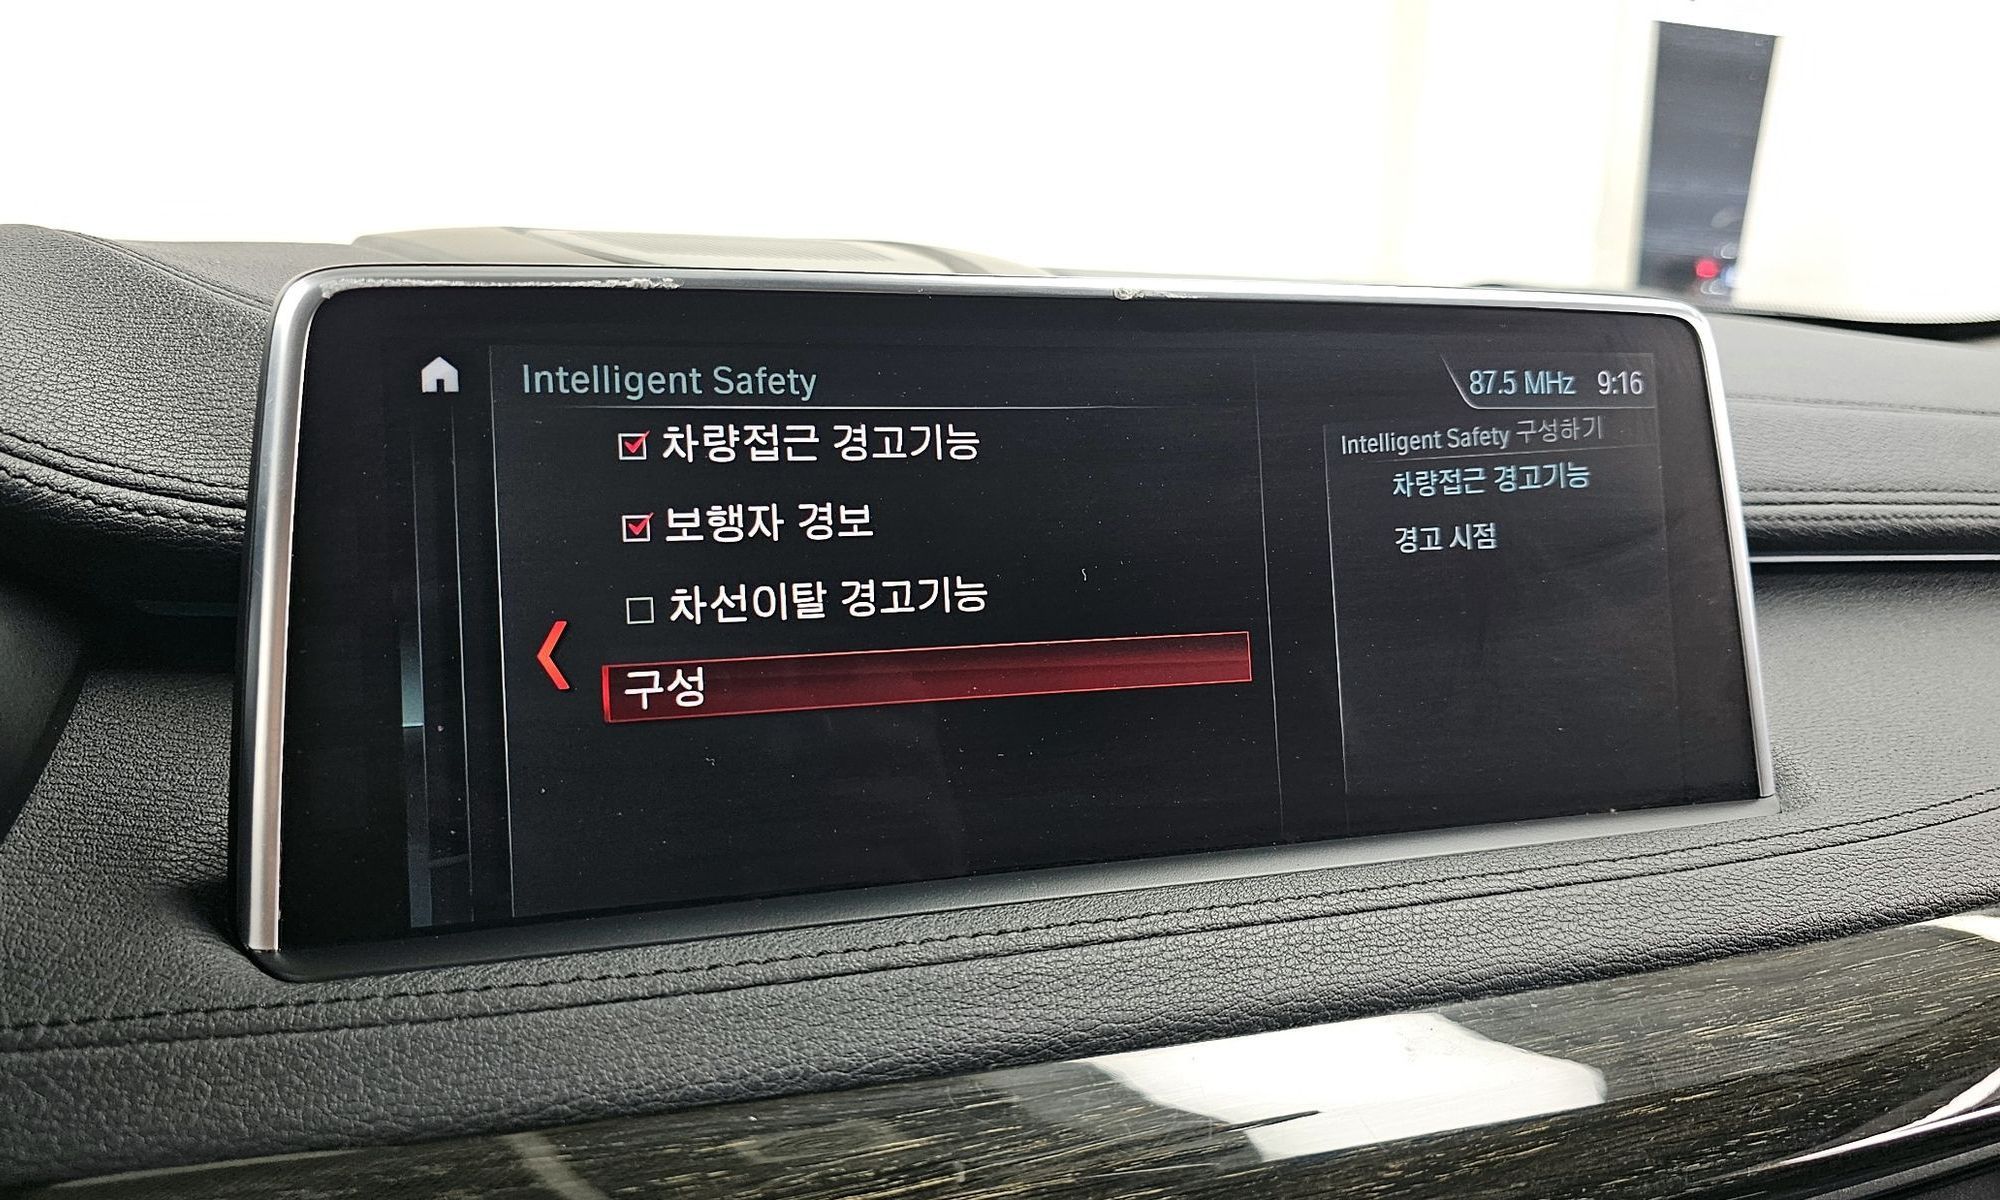 Intelligent Safety
87.5 MHz 9:16
차량접근 경고기능
보행자 경보
차선이탈 경고기능
구성
Intelligent Safety 구성하기
차량접근 경고기능
경고 시점